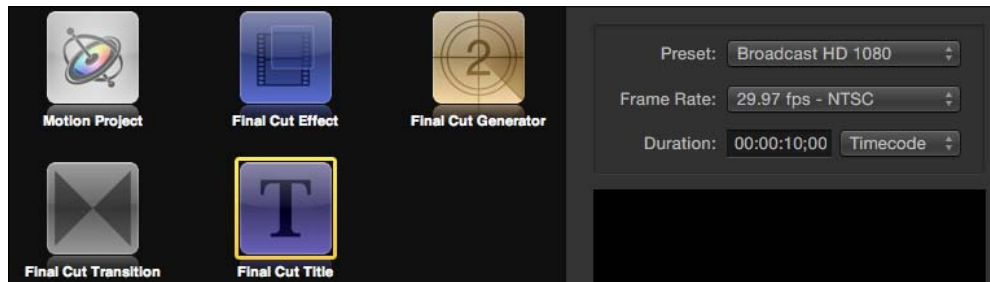 2
Motion Project
Final Cut Effect
Final Cut Generator
T
Final Cut Transition
Final Cut Title
Preset: Broadcast HD 1080
Frame Rate: 29.97 fps - NTSC
Duration: 00:00:10;00 Timecode